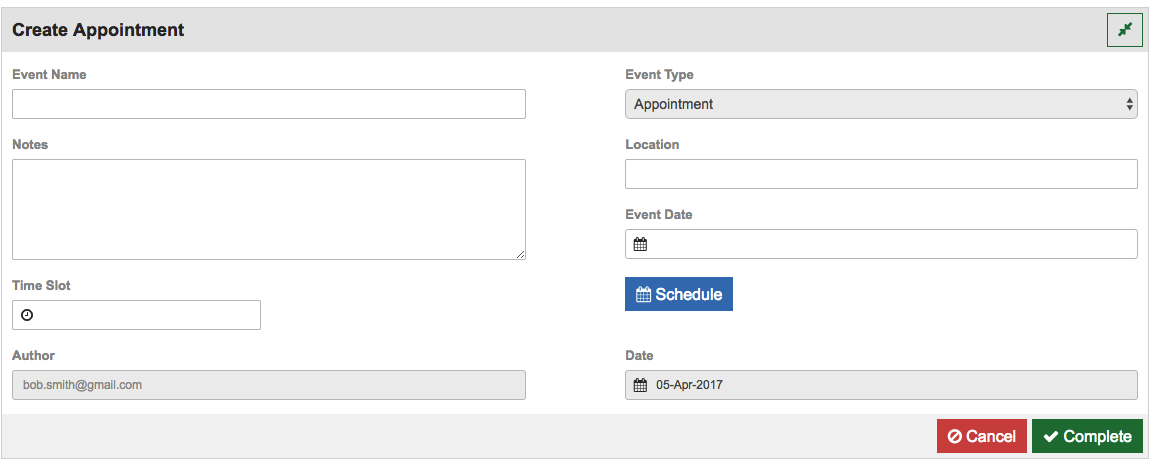 Create Appointment
Event Name
Event Type
Appointment
Notes
Location
Event Date
Schedule
Time Slot
Author
Date
bob.smith@gmail.com
05-Apr-2017
Cancel
Complete